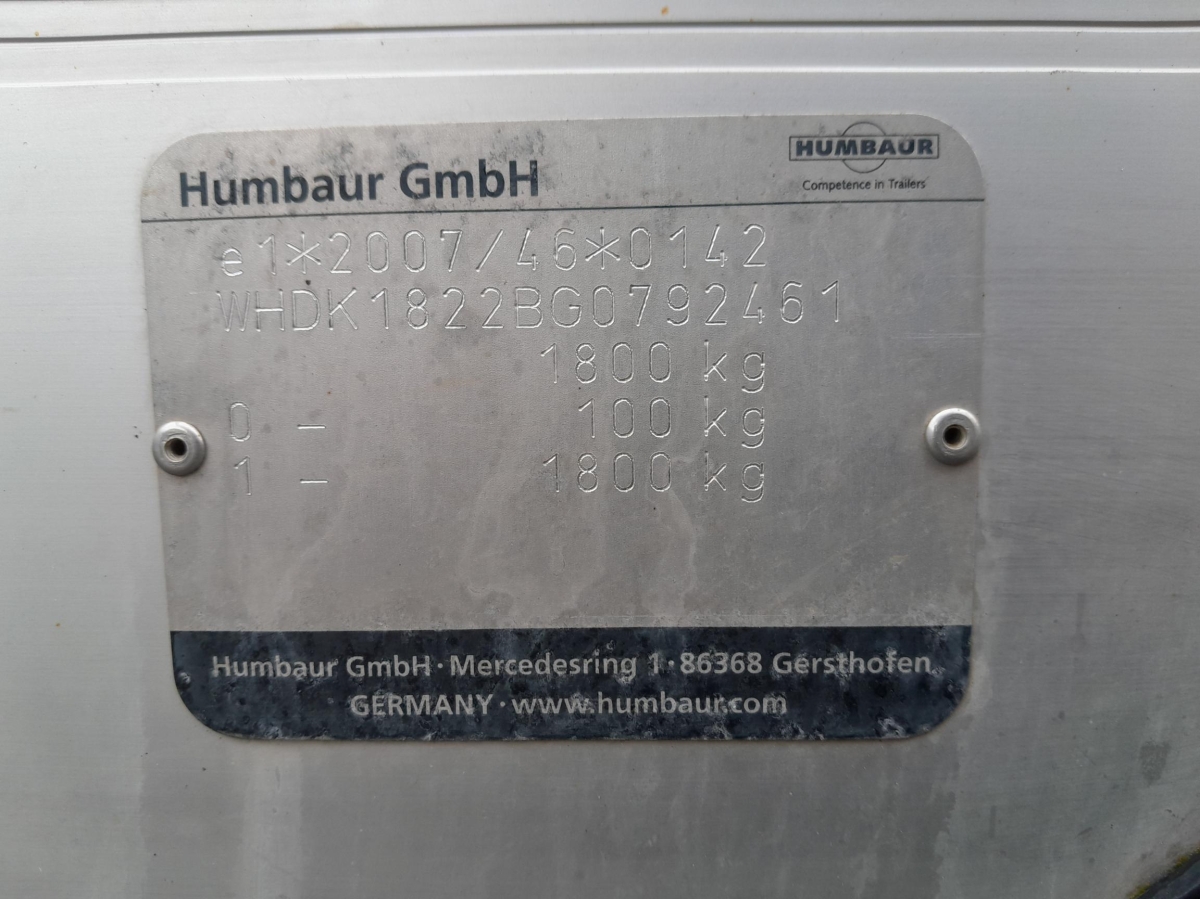 Humbaur GmbH
HUMBAUR
Competence in Trailers
e1*2007/46*0142
WHDK1822BG0792461
1800 kg
0 - 100 kg
1 - 1800 kg
Humbaur GmbH · Mercedesring 1 · 86368 Gersthofen
GERMANY · www.humbaur.com